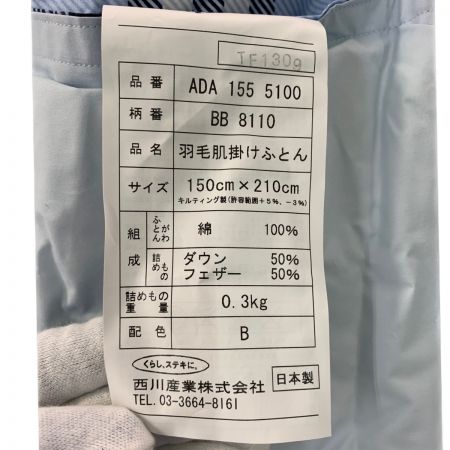 TF130g
品番 ADA 155 5100
柄番 BB 8110
品名 羽毛肌掛けふとん
サイズ 150cm×210cm
キルティング製(許容範囲+5%、-3%)
組成 ふとんがわ 綿 100%
詰めもの ダウン 50%
フェザー 50%
詰めもの重量 0.3kg
配色 B
くらし、ステキに。
西川産業株式会社 日本製
TEL. 03-3664-8161